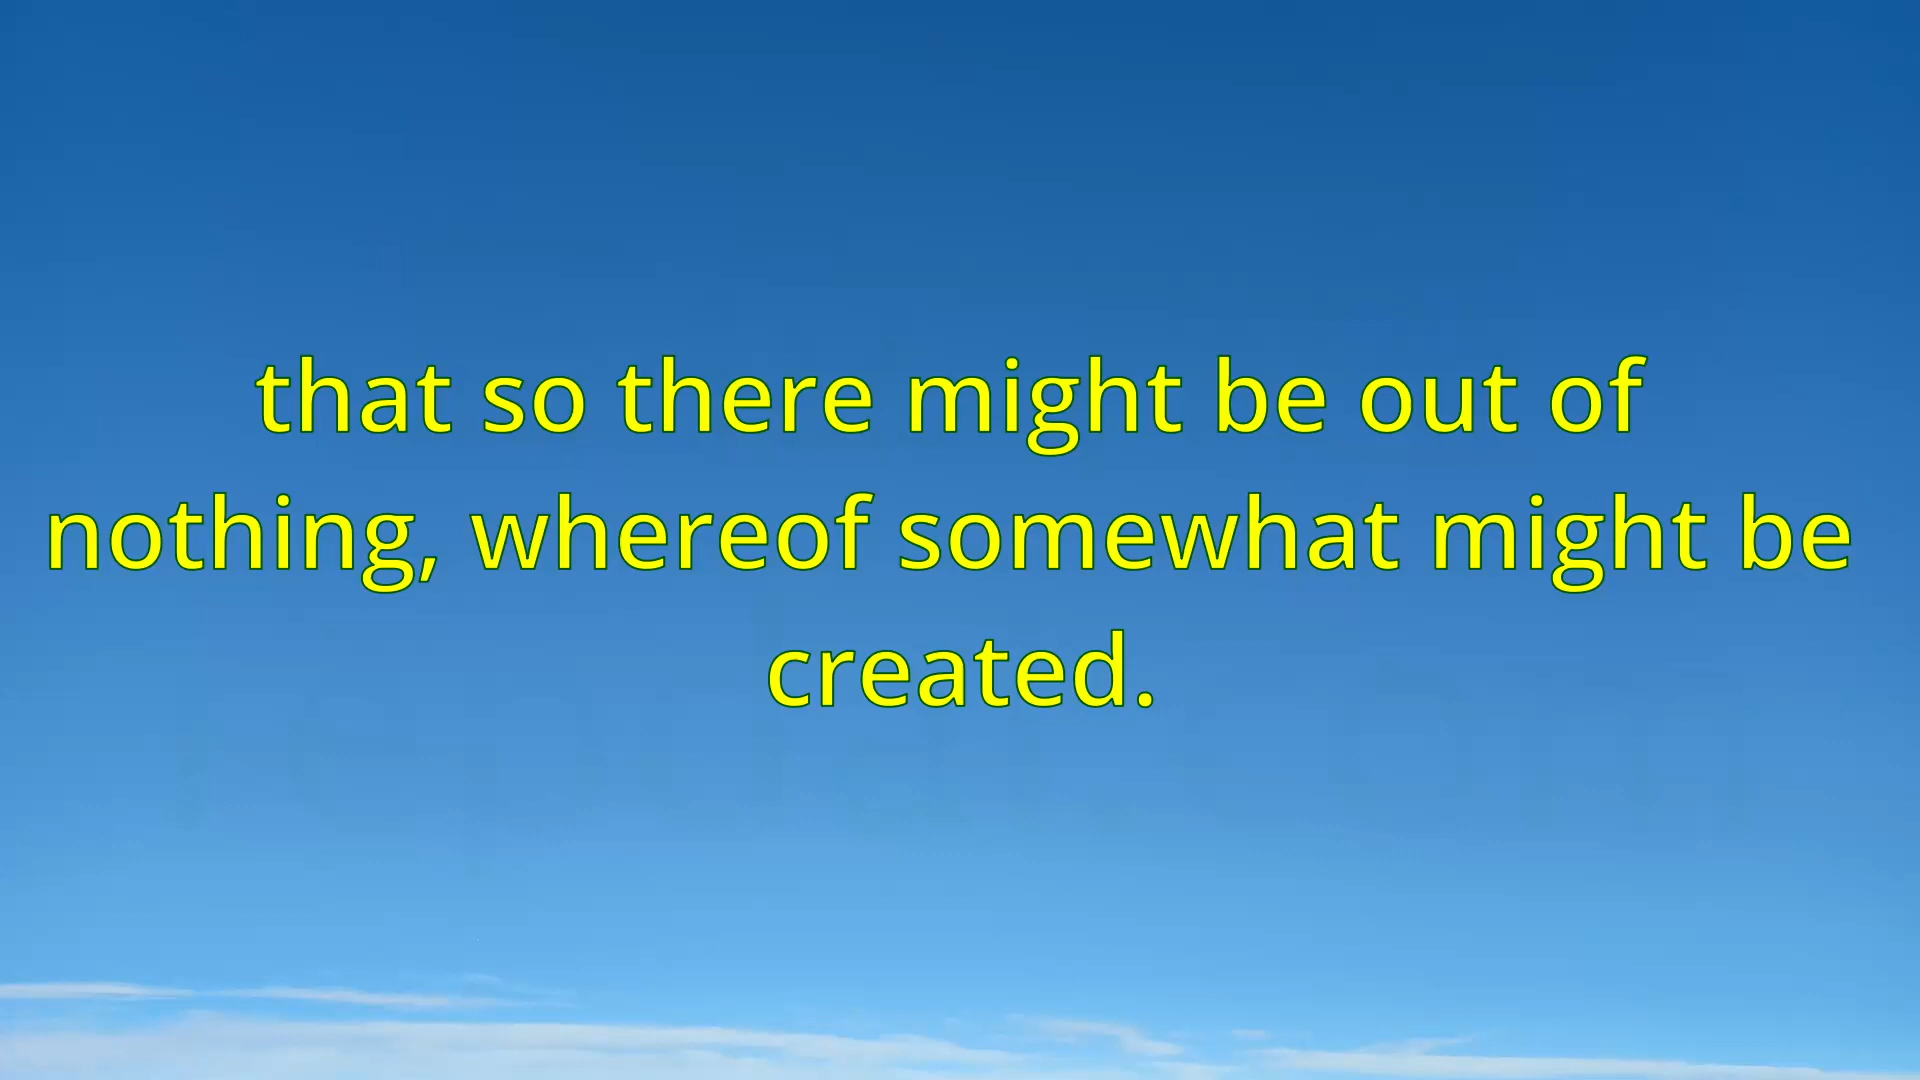 that so there might be out of
nothing, whereof somewhat might be
created.